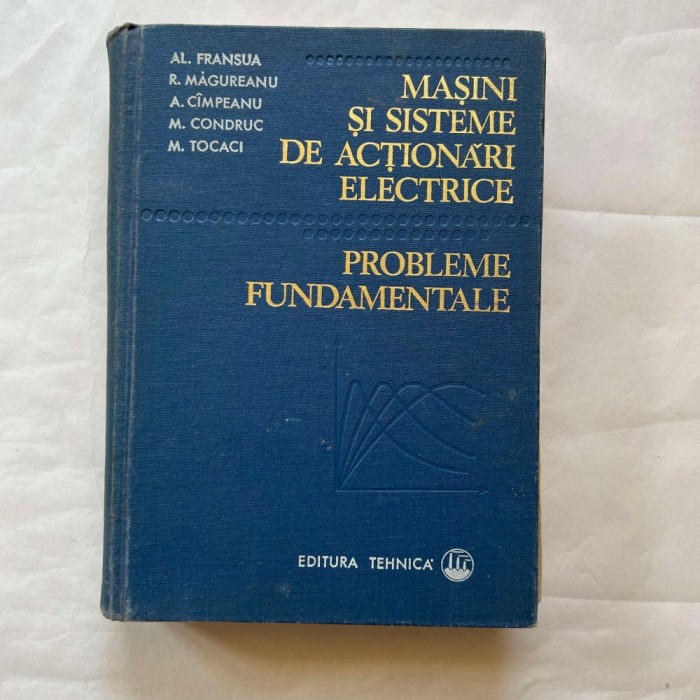 AL. FRANSUA
R. MĂGUREANU
A. CÎMPEANU
M. CONDRUC
M. TOCACI
MAȘINI
ȘI SISTEME
DE ACȚIONĂRI
ELECTRICE
PROBLEME
FUNDAMENTALE
EDITURA TEHNICĂ